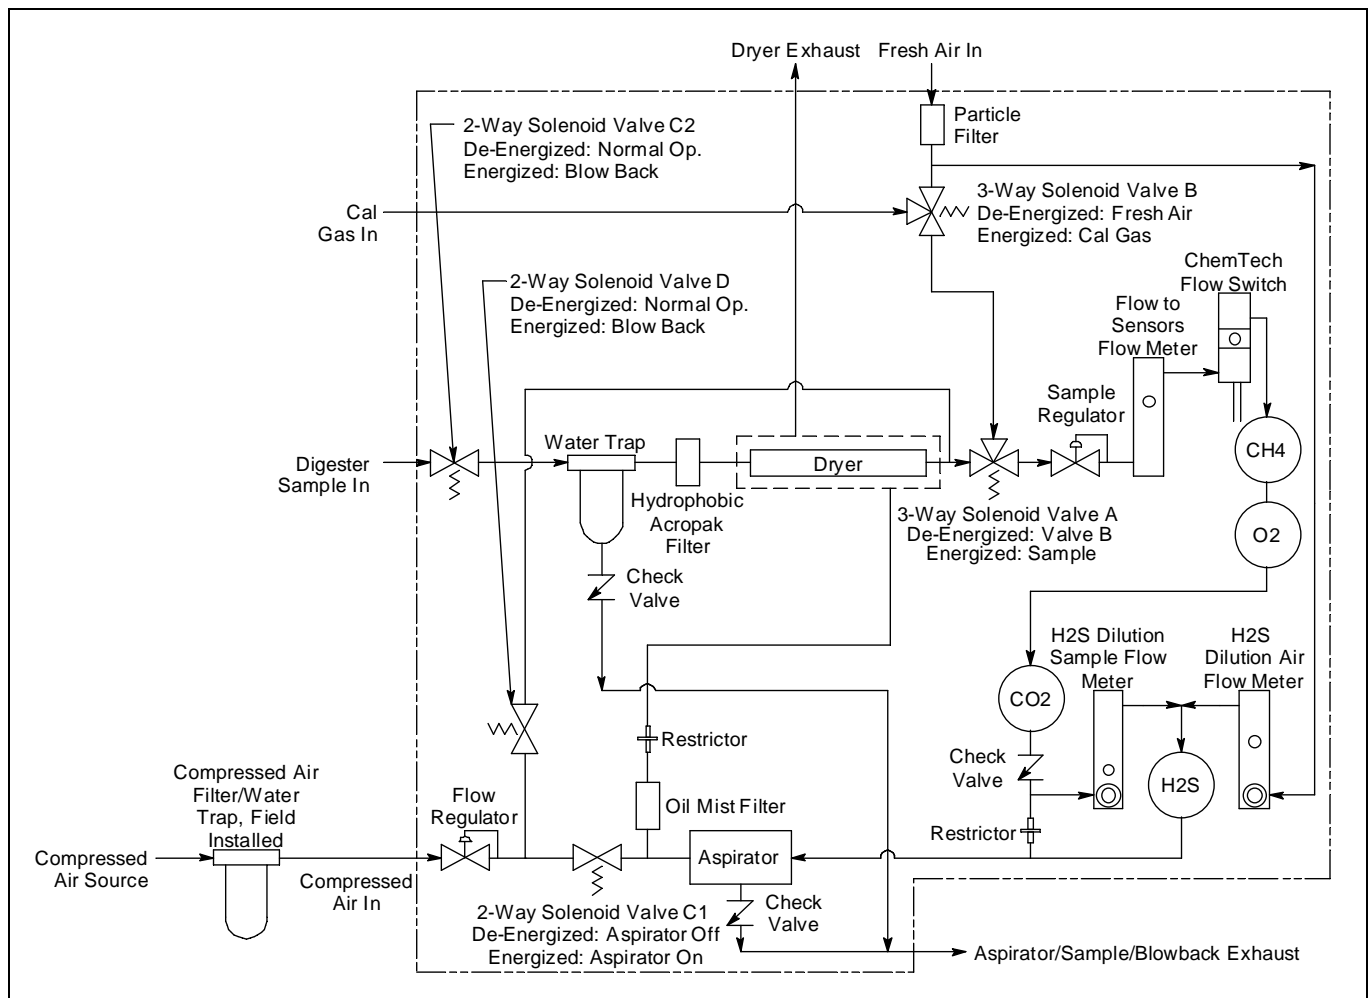 Dryer Exhaust
Fresh Air In
Particle
Filter
2-Way Solenoid Valve C2
De-Energized: Normal Op.
Energized: Blow Back
3-Way Solenoid Valve B
De-Energized: Fresh Air
Energized: Cal Gas
Cal
Gas In
ChemTech
Flow Switch
2-Way Solenoid Valve D
De-Energized: Normal Op.
Energized: Blow Back
Flow to
Sensors
Flow Meter
Sample
Regulator
Water Trap
CH4
Digester
Sample In
Dryer
Hydrophobic
Acropak
Filter
3-Way Solenoid Valve A
De-Energized: Valve B
Energized: Sample
O2
Check
Valve
H2S Dilution
Sample Flow
Meter
H2S
Dilution Air
Flow Meter
CO2
Restrictor
Check
Valve
H2S
Compressed Air
Filter/Water
Trap, Field
Installed
Flow
Regulator
Oil Mist Filter
Restrictor
Compressed
Air Source
Aspirator
Compressed
Air In
2-Way Solenoid Valve C1
De-Energized: Aspirator Off
Energized: Aspirator On
Check
Valve
Aspirator/Sample/Blowback Exhaust